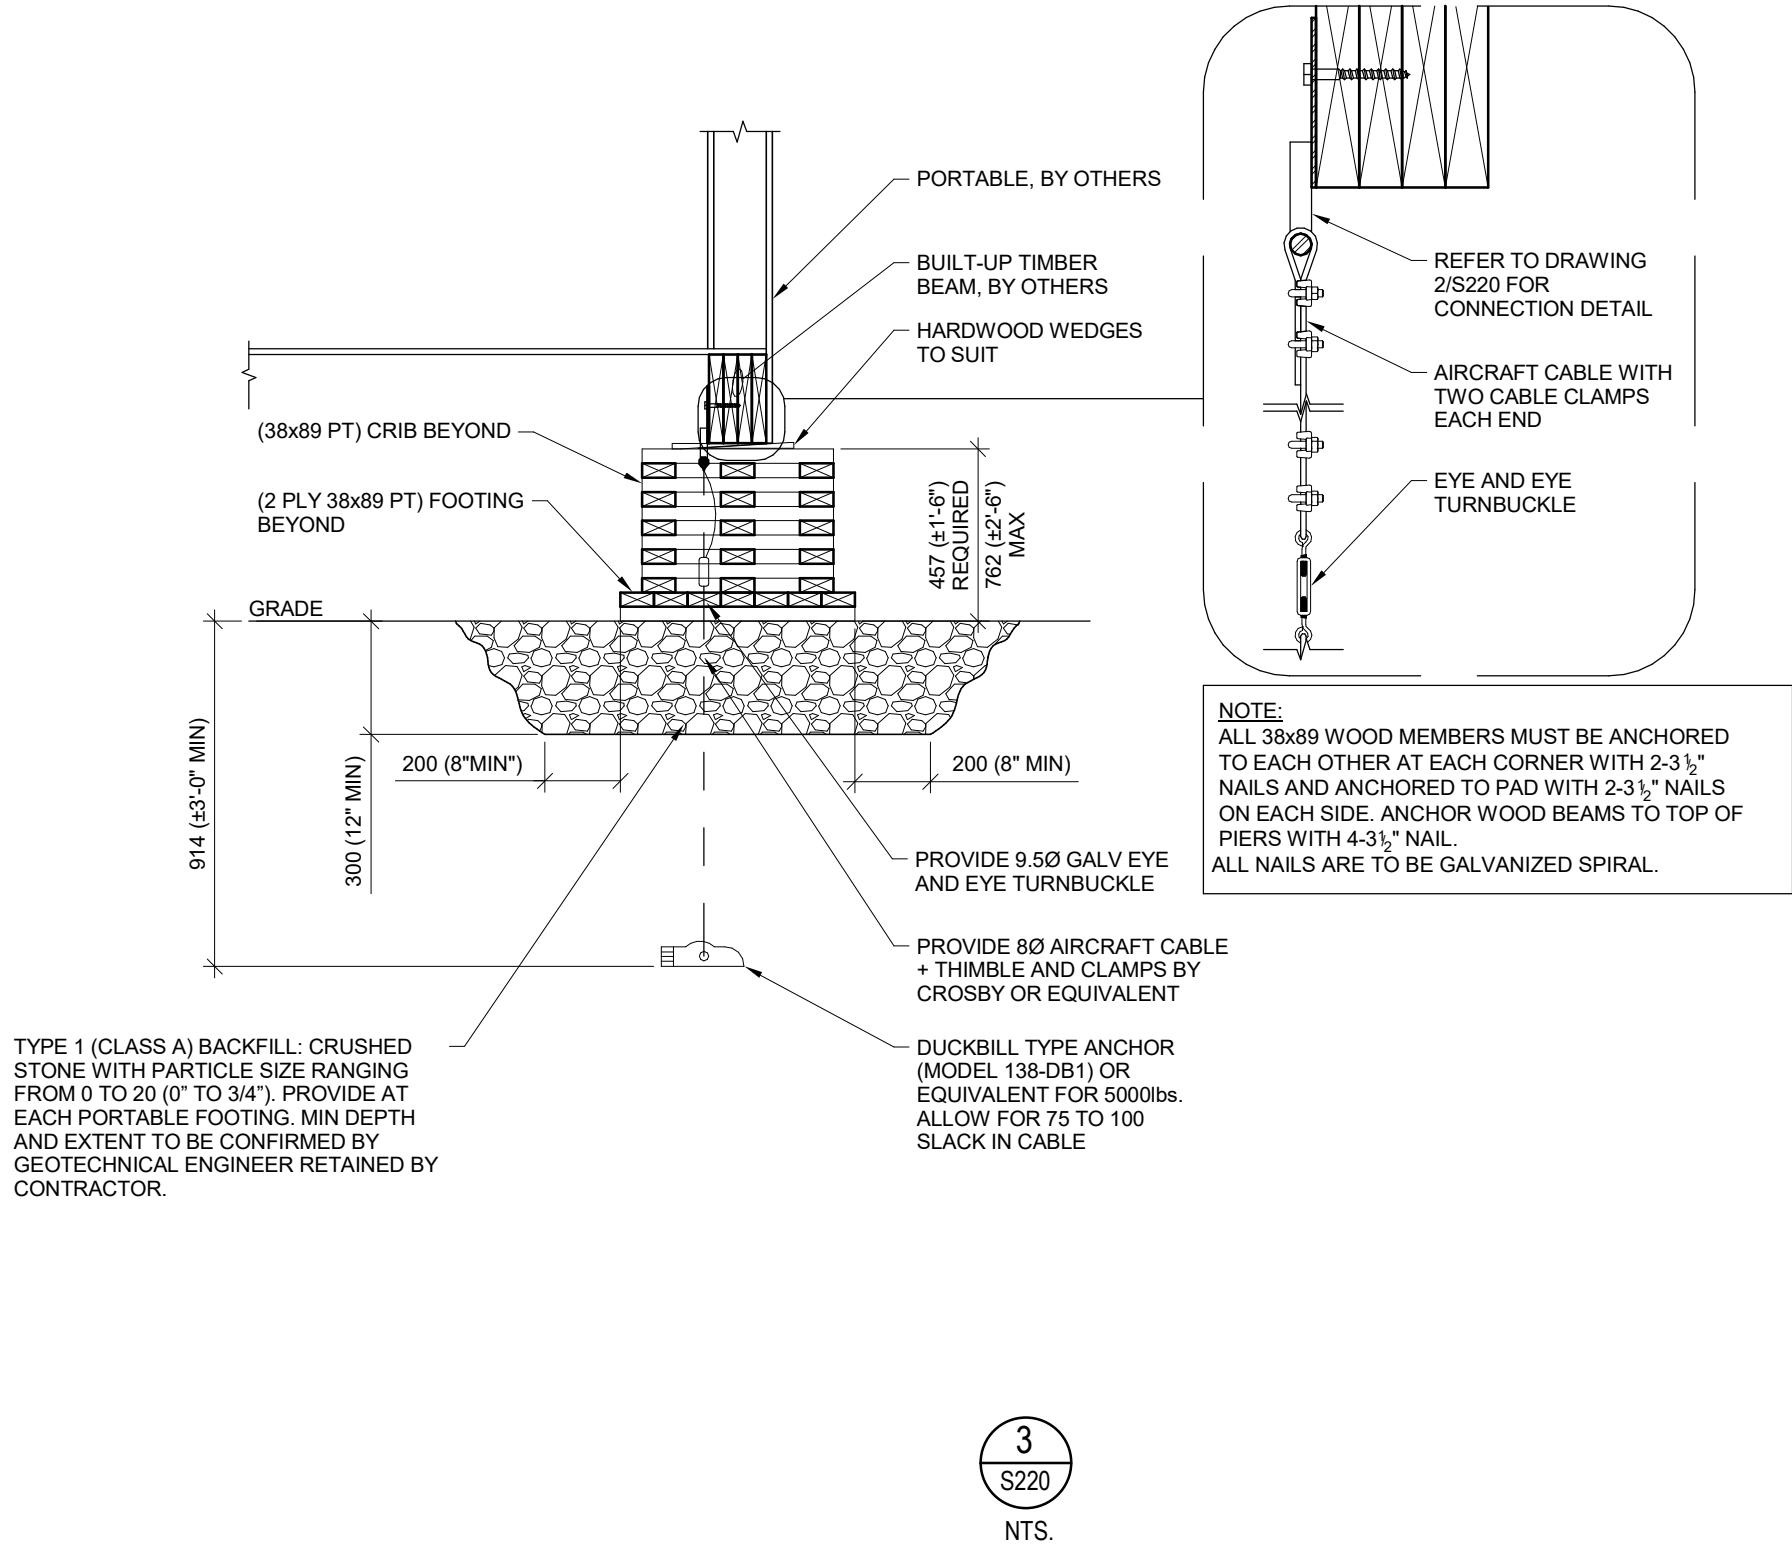 PORTABLE, BY OTHERS
BUILT-UP TIMBER
BEAM, BY OTHERS
HARDWOOD WEDGES
TO SUIT
(38x89 PT) CRIB BEYOND
(2 PLY 38x89 PT) FOOTING
BEYOND
GRADE
457 (±1'-6")
REQUIRED
762 (±2'-6")
MAX
914 (±3'-0" MIN)
300 (12" MIN)
200 (8"MIN")
200 (8" MIN)
PROVIDE 9.5Ø GALV EYE
AND EYE TURNBUCKLE
PROVIDE 8Ø AIRCRAFT CABLE
+ THIMBLE AND CLAMPS BY
CROSBY OR EQUIVALENT
DUCKBILL TYPE ANCHOR
(MODEL 138-DB1) OR
EQUIVALENT FOR 5000lbs.
ALLOW FOR 75 TO 100
SLACK IN CABLE
TYPE 1 (CLASS A) BACKFILL: CRUSHED
STONE WITH PARTICLE SIZE RANGING
FROM 0 TO 20 (0” TO 3/4”). PROVIDE AT
EACH PORTABLE FOOTING. MIN DEPTH
AND EXTENT TO BE CONFIRMED BY
GEOTECHNICAL ENGINEER RETAINED BY
CONTRACTOR.
REFER TO DRAWING
2/S220 FOR
CONNECTION DETAIL
AIRCRAFT CABLE WITH
TWO CABLE CLAMPS
EACH END
EYE AND EYE
TURNBUCKLE
NOTE:
ALL 38x89 WOOD MEMBERS MUST BE ANCHORED
TO EACH OTHER AT EACH CORNER WITH 2-3½"
NAILS AND ANCHORED TO PAD WITH 2-3½" NAILS
ON EACH SIDE. ANCHOR WOOD BEAMS TO TOP OF
PIERS WITH 4-3½" NAIL.
ALL NAILS ARE TO BE GALVANIZED SPIRAL.
3
S220
NTS.